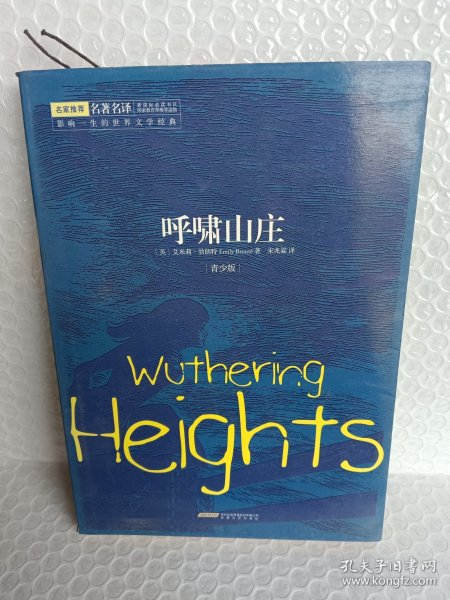 名家推荐 名著名译
影响一生的世界文学经典
呼啸山庄
[英] 艾米莉·勃朗特 Emily Bronte 著 宋兆霖 译
[青少版]
Wuthering
Heights
孔夫子旧书网
www.kongfz.com